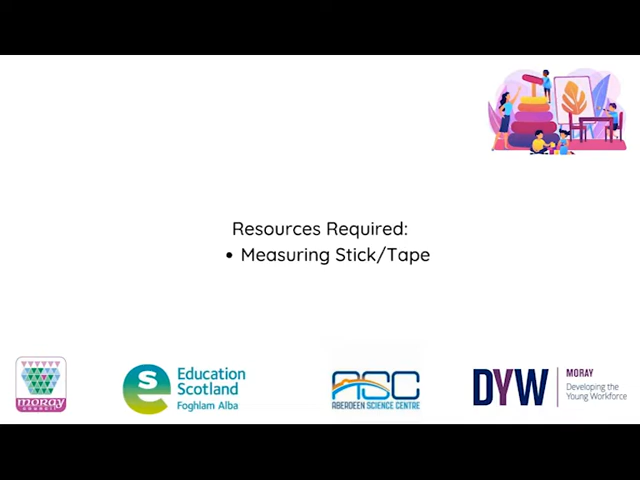 Resources Required:
• Measuring Stick/Tape
moray
COUNCIL
Education
Scotland
Foghlam Alba
ASC
ABERDEEN SCIENCE CENTRE
DYW
MORAY
Developing the
Young Workforce